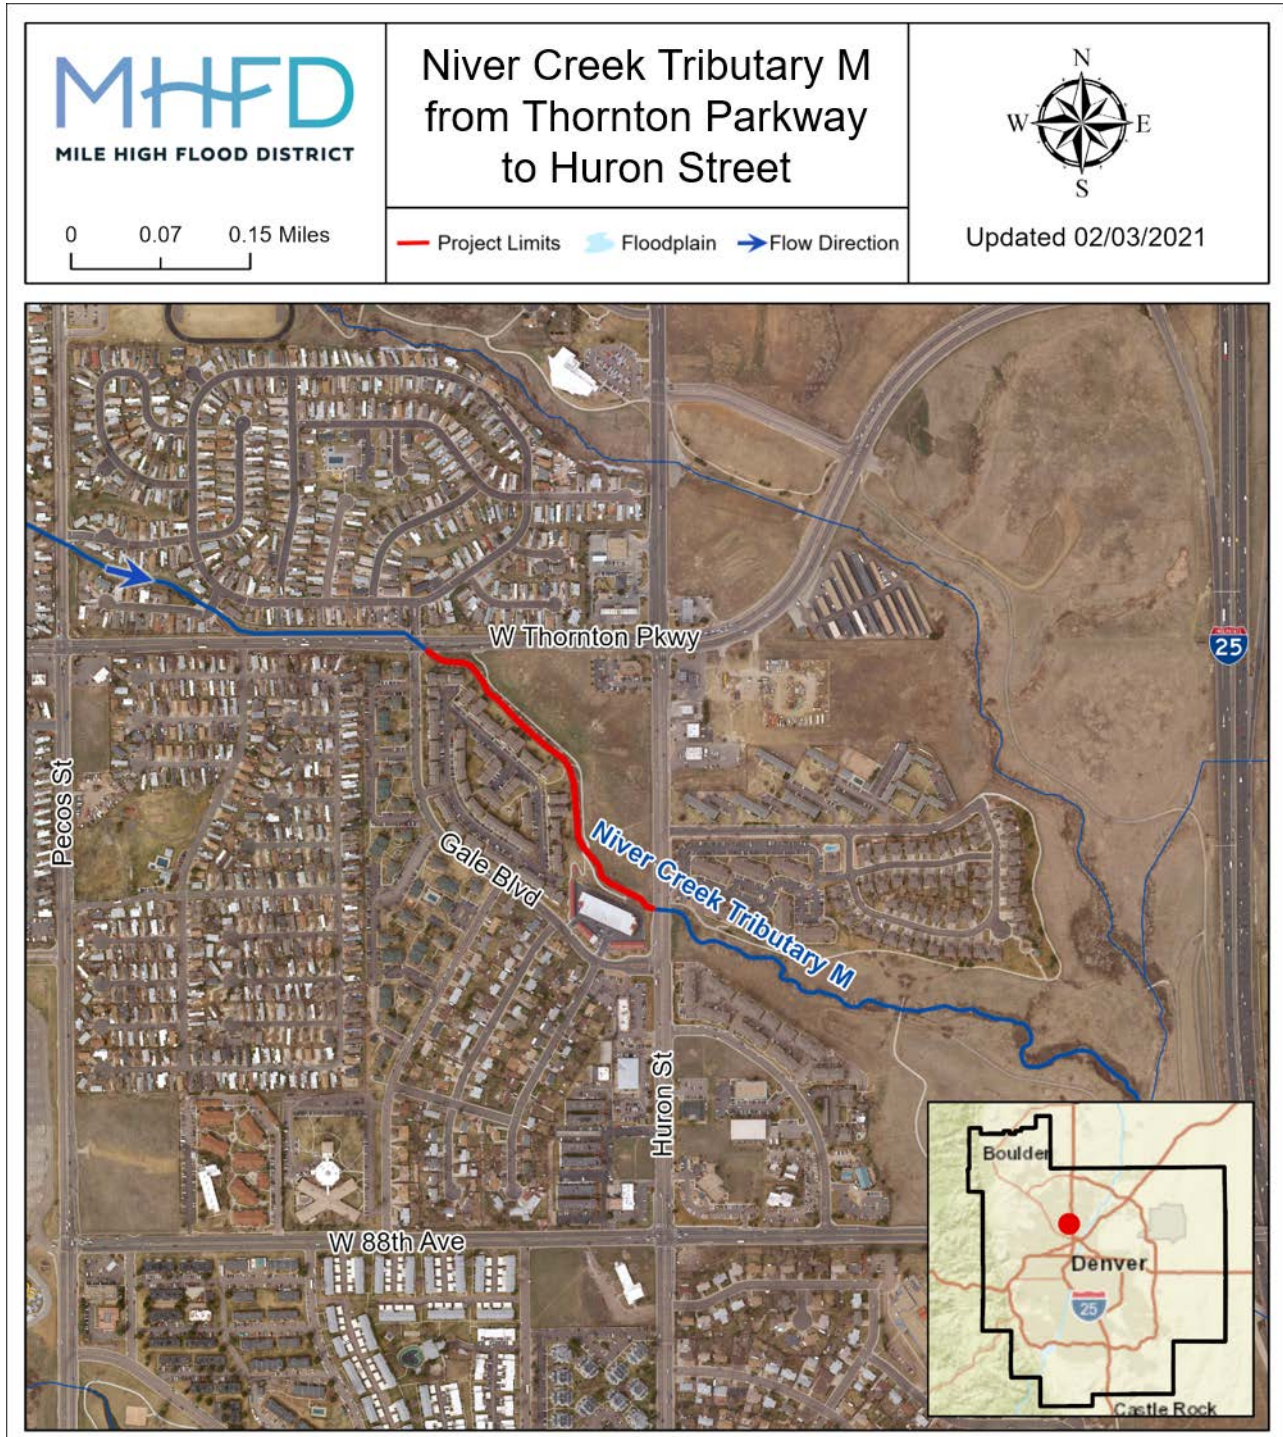 MHFD
MILE HIGH FLOOD DISTRICT
0 0.07 0.15 Miles
Niver Creek Tributary M
from Thornton Parkway
to Huron Street
Project Limits Floodplain Flow Direction
N
W E
S
Updated 02/03/2021
W Thornton Pkwy
25
Pecos St
Gale Blvd
Niver Creek Tributary M
Huron St
W 88th Ave
Boulder
Denver
25
Castle Rock